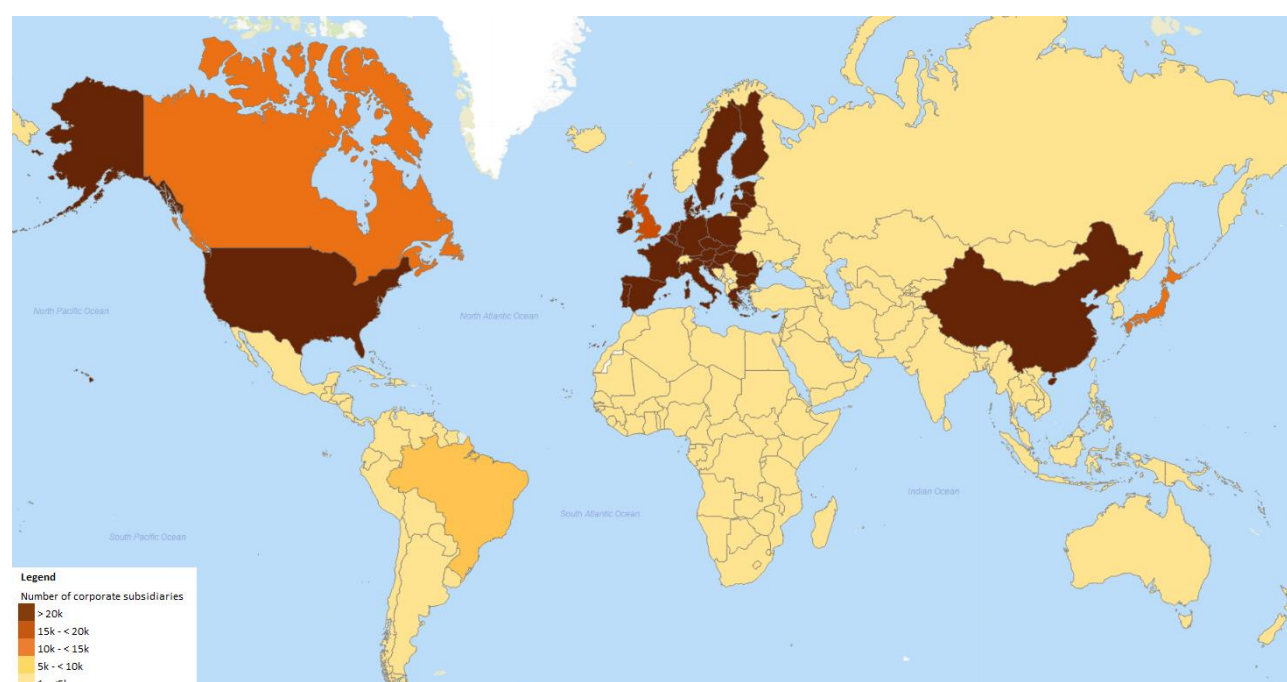 North Pacific Ocean
North Atlantic Ocean
Indian Ocean
South Atlantic Ocean
South Pacific Ocean
Legend
Number of corporate subsidiaries
> 20k
15k - < 20k
10k - < 15k
5k - < 10k